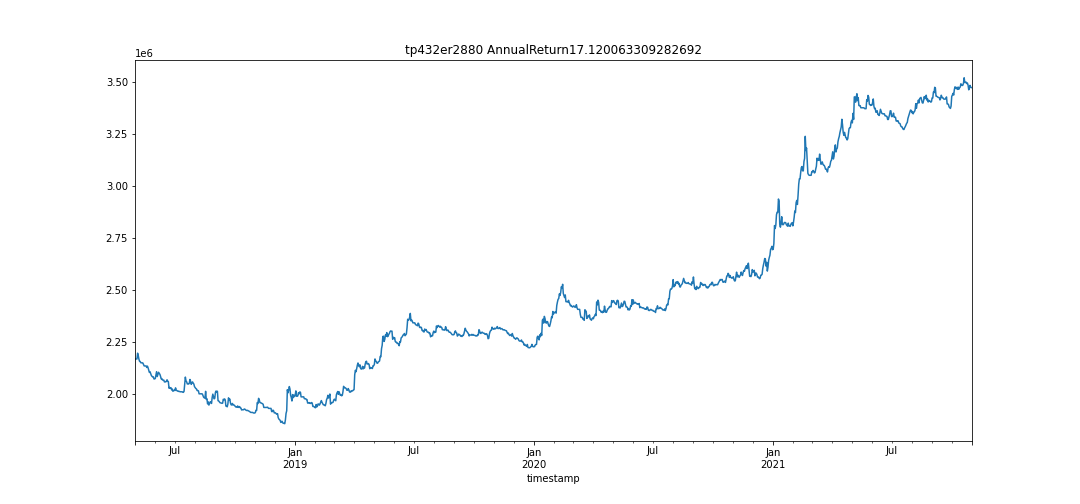 tp432er2880 AnnualReturn17.120063309282692
1e6
3.50
3.25
3.00
2.75
2.50
2.25
2.00
Jul
Jan
2019
Jul
Jan
2020
Jul
Jan
2021
Jul
timestamp